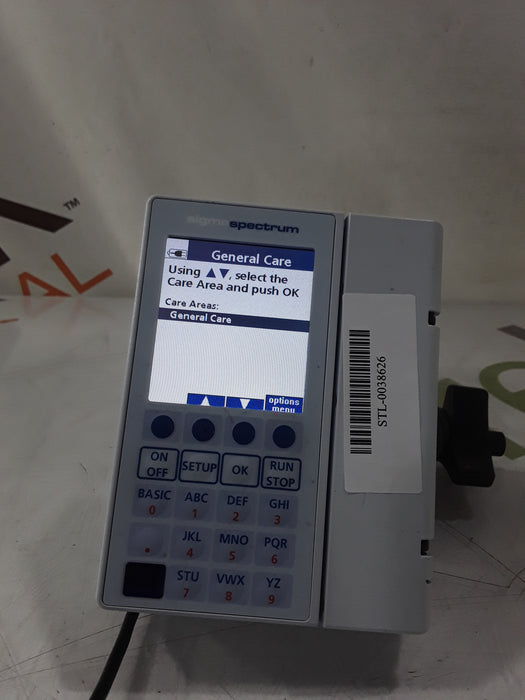 TM
AL
sigmaspectrum
General Care
Using ▲▼, select the
Care Area and push OK
Care Areas:
General Care
options
menu
STL-0038626
ON
OFF
SETUP
OK
RUN
STOP
BASIC
0
ABC
1
DEF
2
GHI
3
.
JKL
4
MNO
5
PQR
6
STU
7
VWX
8
YZ
9